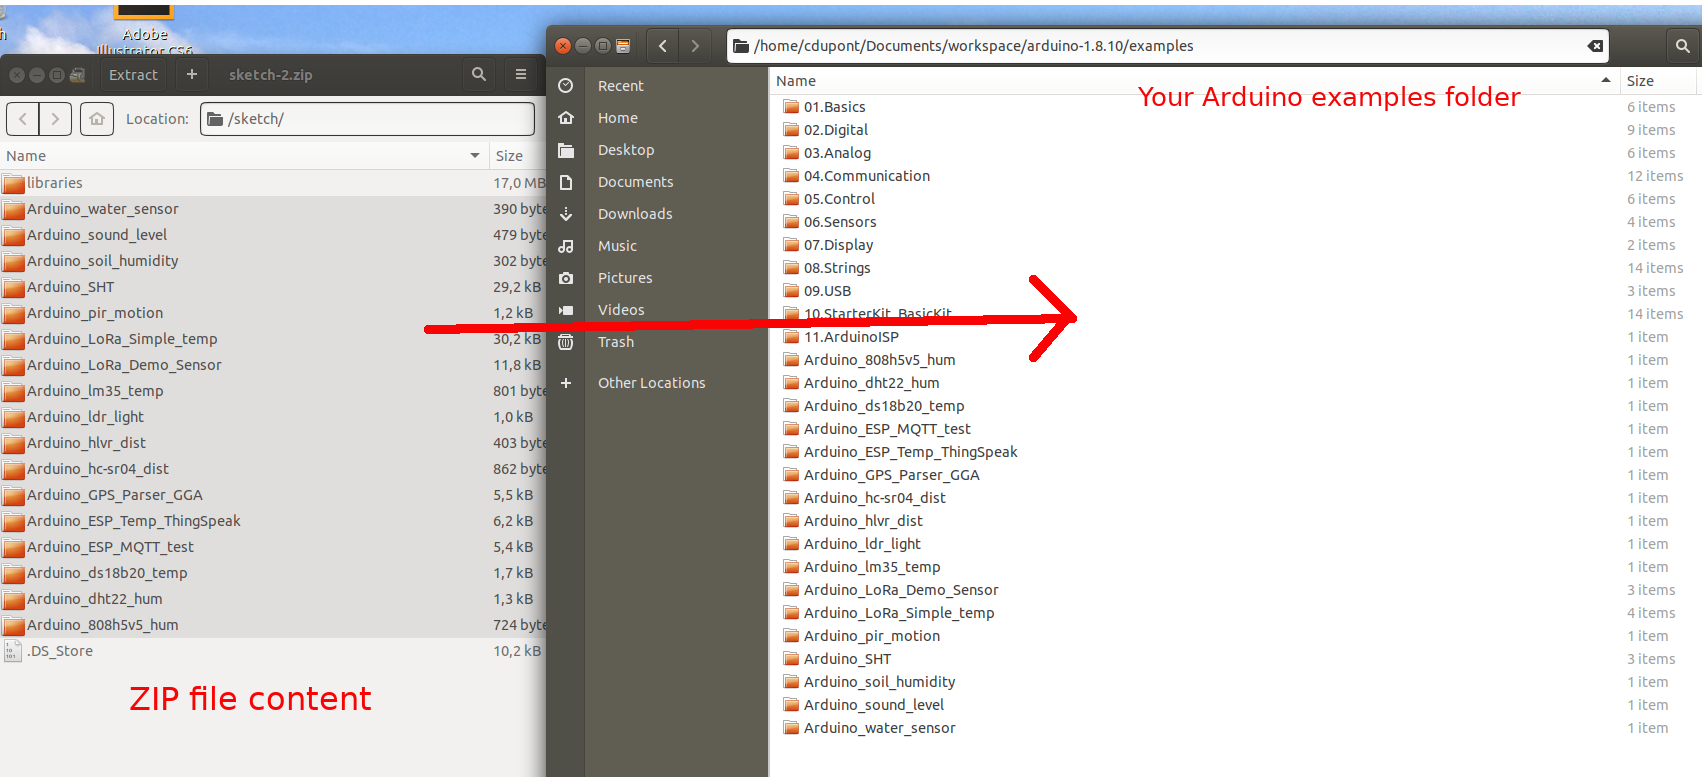 Adobe
Illustrator CS6
Extract
+
sketch-2.zip
Location:
/sketch/
Name
Size
libraries
17,0 MB
Arduino_water_sensor
390 byte
Arduino_sound_level
479 byte
Arduino_soil_humidity
302 byte
Arduino_SHT
29,2 kB
Arduino_pir_motion
1,2 kB
Arduino_LoRa_Simple_temp
30,2 kB
Arduino_LoRa_Demo_Sensor
11,8 kB
Arduino_lm35_temp
801 byte
Arduino_ldr_light
1,0 kB
Arduino_hlvr_dist
403 byte
Arduino_hc-sr04_dist
862 byte
Arduino_GPS_Parser_GGA
5,5 kB
Arduino_ESP_Temp_ThingSpeak
6,2 kB
Arduino_ESP_MQTT_test
5,4 kB
Arduino_ds18b20_temp
1,7 kB
Arduino_dht22_hum
1,3 kB
Arduino_808h5v5_hum
724 byte
.DS_Store
10,2 kB
ZIP file content
/home/cdupont/Documents/workspace/arduino-1.8.10/examples
Recent
Home
Desktop
Documents
Downloads
Music
Pictures
Videos
Trash
+ Other Locations
Name
Size
Your Arduino examples folder
01.Basics
6 items
02.Digital
9 items
03.Analog
6 items
04.Communication
12 items
05.Control
6 items
06.Sensors
4 items
07.Display
2 items
08.Strings
14 items
09.USB
3 items
10.StarterKit_BasicKit
14 items
11.ArduinoISP
1 item
Arduino_808h5v5_hum
1 item
Arduino_dht22_hum
1 item
Arduino_ds18b20_temp
1 item
Arduino_ESP_MQTT_test
1 item
Arduino_ESP_Temp_ThingSpeak
1 item
Arduino_GPS_Parser_GGA
1 item
Arduino_hc-sr04_dist
1 item
Arduino_hlvr_dist
1 item
Arduino_ldr_light
1 item
Arduino_lm35_temp
1 item
Arduino_LoRa_Demo_Sensor
3 items
Arduino_LoRa_Simple_temp
4 items
Arduino_pir_motion
1 item
Arduino_SHT
3 items
Arduino_soil_humidity
1 item
Arduino_sound_level
1 item
Arduino_water_sensor
1 item